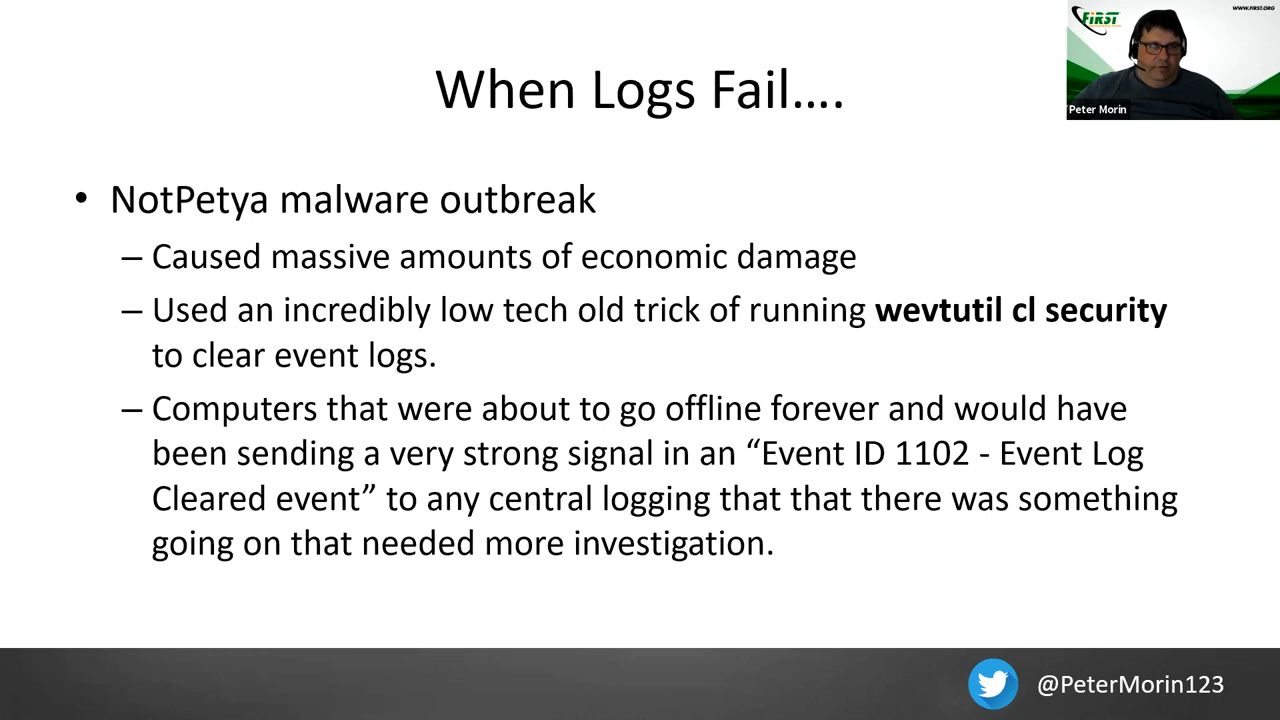 WWW.FIRST.ORG
FIRST
Peter Morin
When Logs Fail....
• NotPetya malware outbreak
– Caused massive amounts of economic damage
– Used an incredibly low tech old trick of running wevtutil cl security
to clear event logs.
– Computers that were about to go offline forever and would have
been sending a very strong signal in an “Event ID 1102 - Event Log
Cleared event” to any central logging that that there was something
going on that needed more investigation.
@PeterMorin123